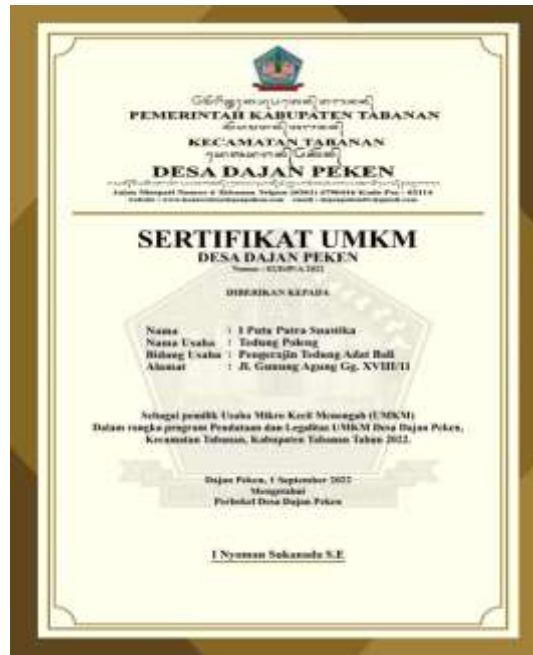 PEMERINTAH KABUPATEN TABANAN
KECAMATAN TABANAN
DESA DAJAN PEKEN
SERTIFIKAT UMKM
DESA DAJAN PEKEN
DIBERIKAN KEPADA
Nama : I Putu Putra Suastika
Nama Usaha : Tedung Poleng
Bidang Usaha : Pengerajin Tedung Adat Bali
Alamat : Jl. Gunung Agung Gg. XVIII/11
Sebagai pemilik Usaha Mikro Kecil Menengah (UMKM)
Dalam rangka program Pendataan dan Legalitas UMKM Desa Dajan Peken,
Kecamatan Tabanan, Kabupaten Tabanan Tahun 2022.
Dajan Peken, 1 September 2022
Mengetahui
Perbekel Desa Dajan Peken
I Nyoman Sukanada S.E